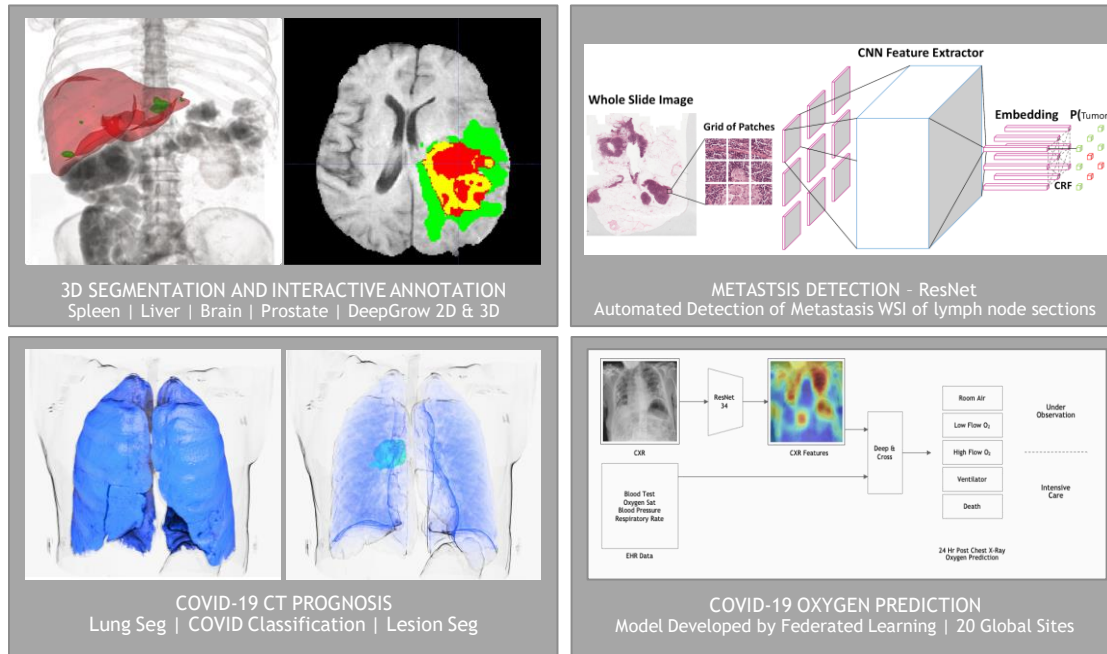 3D SEGMENTATION AND INTERACTIVE ANNOTATION
Spleen | Liver | Brain | Prostate | DeepGrow 2D & 3D
CNN Feature Extractor
Whole Slide Image
Grid of Patches
Embedding
P(Tumor
CRF
METASTSIS DETECTION – ResNet
Automated Detection of Metastasis WSI of lymph node sections
COVID-19 CT PROGNOSIS
Lung Seg | COVID Classification | Lesion Seg
CXR
ResNet
34
CXR Features
Blood Test
Oxygen Sat
Blood Pressure
Respiratory Rate
EHR Data
Deep &
Cross
Room Air
Low Flow O₂
High Flow O₂
Ventilator
Death
Under
Observation
Intensive
Care
24 Hr Post Chest X-Ray
Oxygen Prediction
COVID-19 OXYGEN PREDICTION
Model Developed by Federated Learning | 20 Global Sites